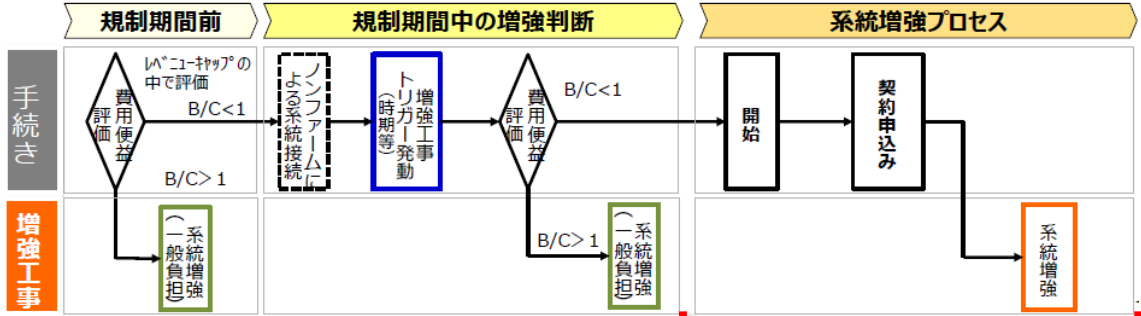 規制期間前
規制期間中の増強判断
系統増強プロセス
手続き
ﾚﾍﾞﾆｭｰｷｬｯﾌﾟの
中で評価
費用便益
評価
B/C<1
B/C>1
ノンファームに
よる系統接続
増強工事
トリガー発動
(時期等)
費用便益
評価
B/C<1
開始
契約申込み
増強工事
系統増強
(一般負担)
B/C>1
系統増強
(一般負担)
系統増強